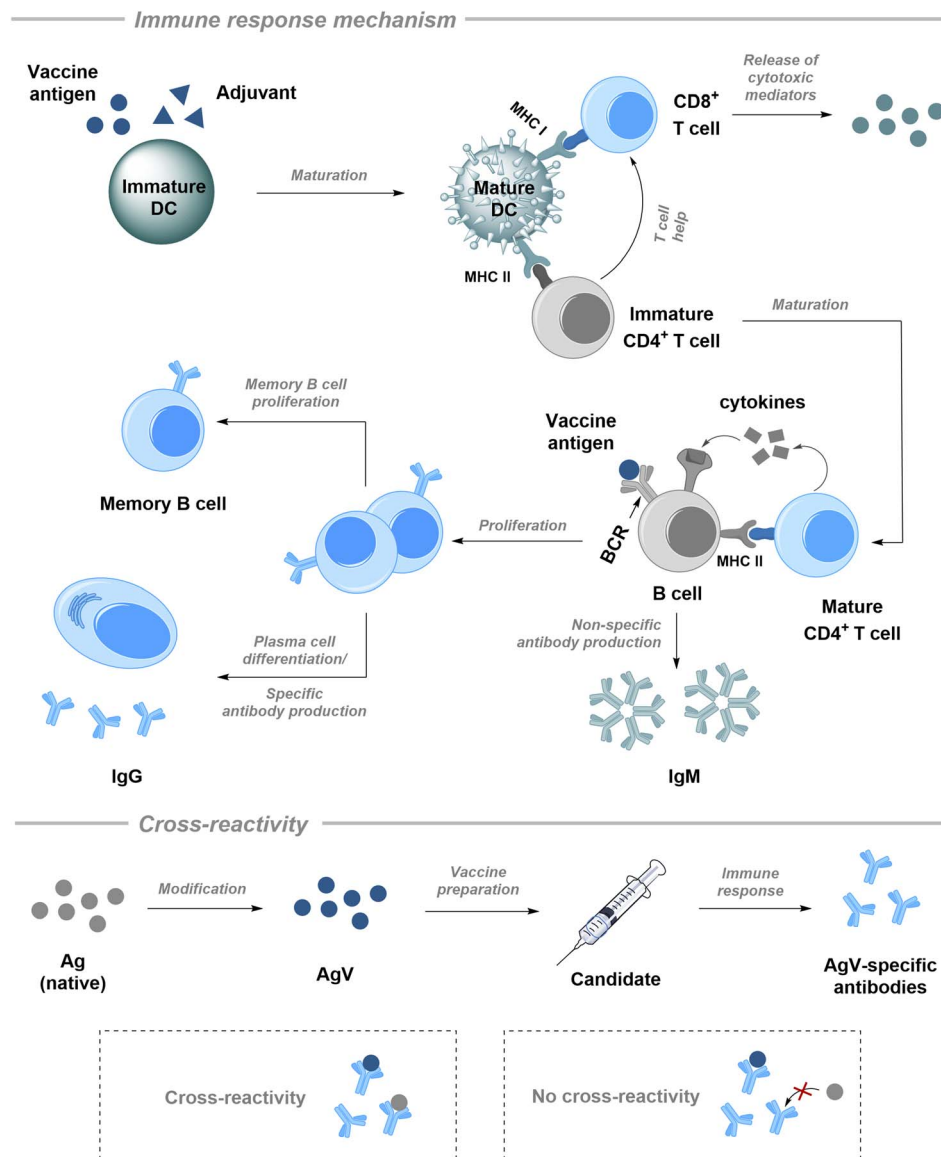 Immune response mechanism
Vaccine
antigen
Adjuvant
Immature
DC
Maturation
Mature
DC
MHC I
CD8⁺
T cell
Release of
cytotoxic
mediators
T cell
help
MHC II
Immature
CD4⁺ T cell
Maturation
Memory B cell
proliferation
Memory B cell
Vaccine
antigen
cytokines
Proliferation
BCR
MHC II
B cell
Mature
CD4⁺ T cell
Non-specific
antibody production
Plasma cell
differentiation/
Specific
antibody production
IgG
IgM
Cross-reactivity
Ag
(native)
Modification
AgV
Vaccine
preparation
Candidate
Immune
response
AgV-specific
antibodies
Cross-reactivity
No cross-reactivity